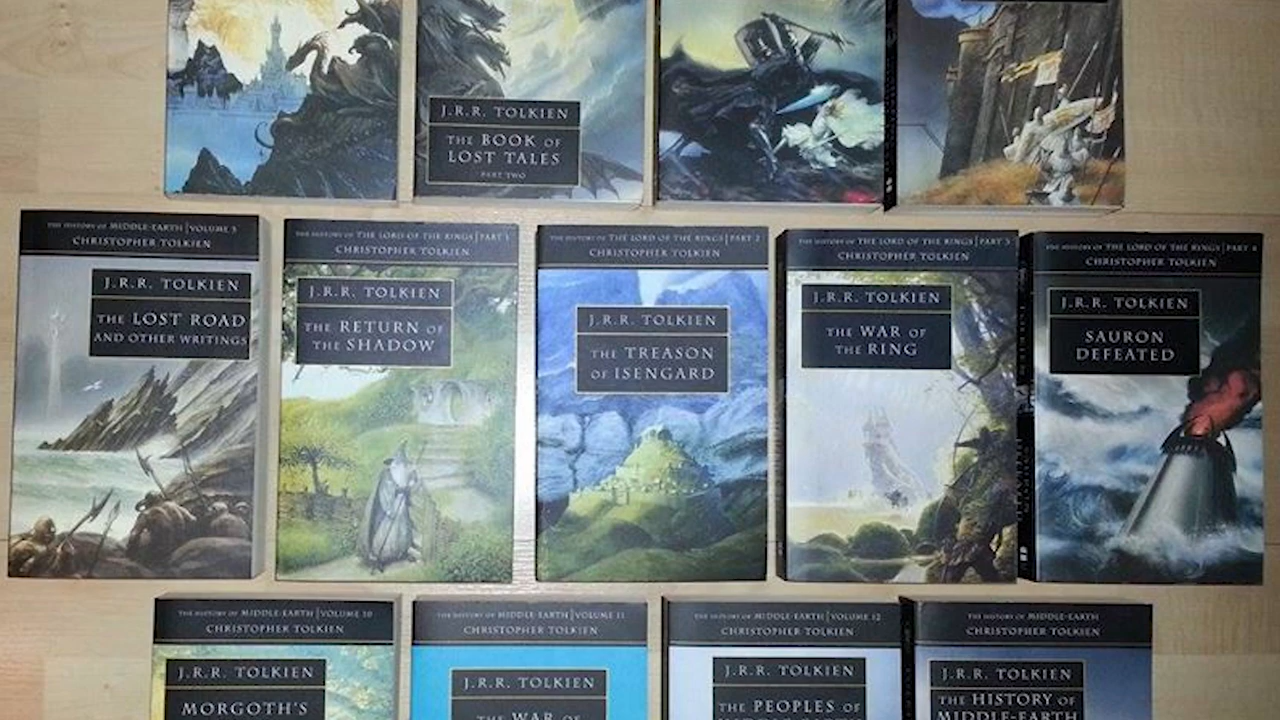 J.R.R. TOLKIEN
THE BOOK OF
LOST TALES
PART TWO
THE HISTORY OF MIDDLE-EARTH | VOLUME 5
CHRISTOPHER TOLKIEN
J.R.R. TOLKIEN
THE LOST ROAD
AND OTHER WRITINGS
THE HISTORY OF THE LORD OF THE RINGS | PART 1
CHRISTOPHER TOLKIEN
J.R.R. TOLKIEN
THE RETURN OF
THE SHADOW
THE HISTORY OF THE LORD OF THE RINGS | PART 2
CHRISTOPHER TOLKIEN
J.R.R. TOLKIEN
THE TREASON
OF ISENGARD
THE HISTORY OF THE LORD OF THE RINGS | PART 3
CHRISTOPHER TOLKIEN
J.R.R. TOLKIEN
THE WAR OF
THE RING
THE HISTORY OF THE LORD OF THE RINGS | PART 4
CHRISTOPHER TOLKIEN
J.R.R. TOLKIEN
SAURON
DEFEATED
THE HISTORY OF MIDDLE-EARTH | VOLUME 10
CHRISTOPHER TOLKIEN
J.R.R. TOLKIEN
MORGOTH'S
THE HISTORY OF MIDDLE-EARTH | VOLUME 11
CHRISTOPHER TOLKIEN
J.R.R. TOLKIEN
THE WAR OF
THE HISTORY OF MIDDLE-EARTH | VOLUME 12
CHRISTOPHER TOLKIEN
J.R.R. TOLKIEN
THE PEOPLES OF
MIDDLE-EARTH
THE HISTORY OF MIDDLE-EARTH
CHRISTOPHER TOLKIEN
J.R.R. TOLKIEN
THE HISTORY OF
MIDDLE-EARTH